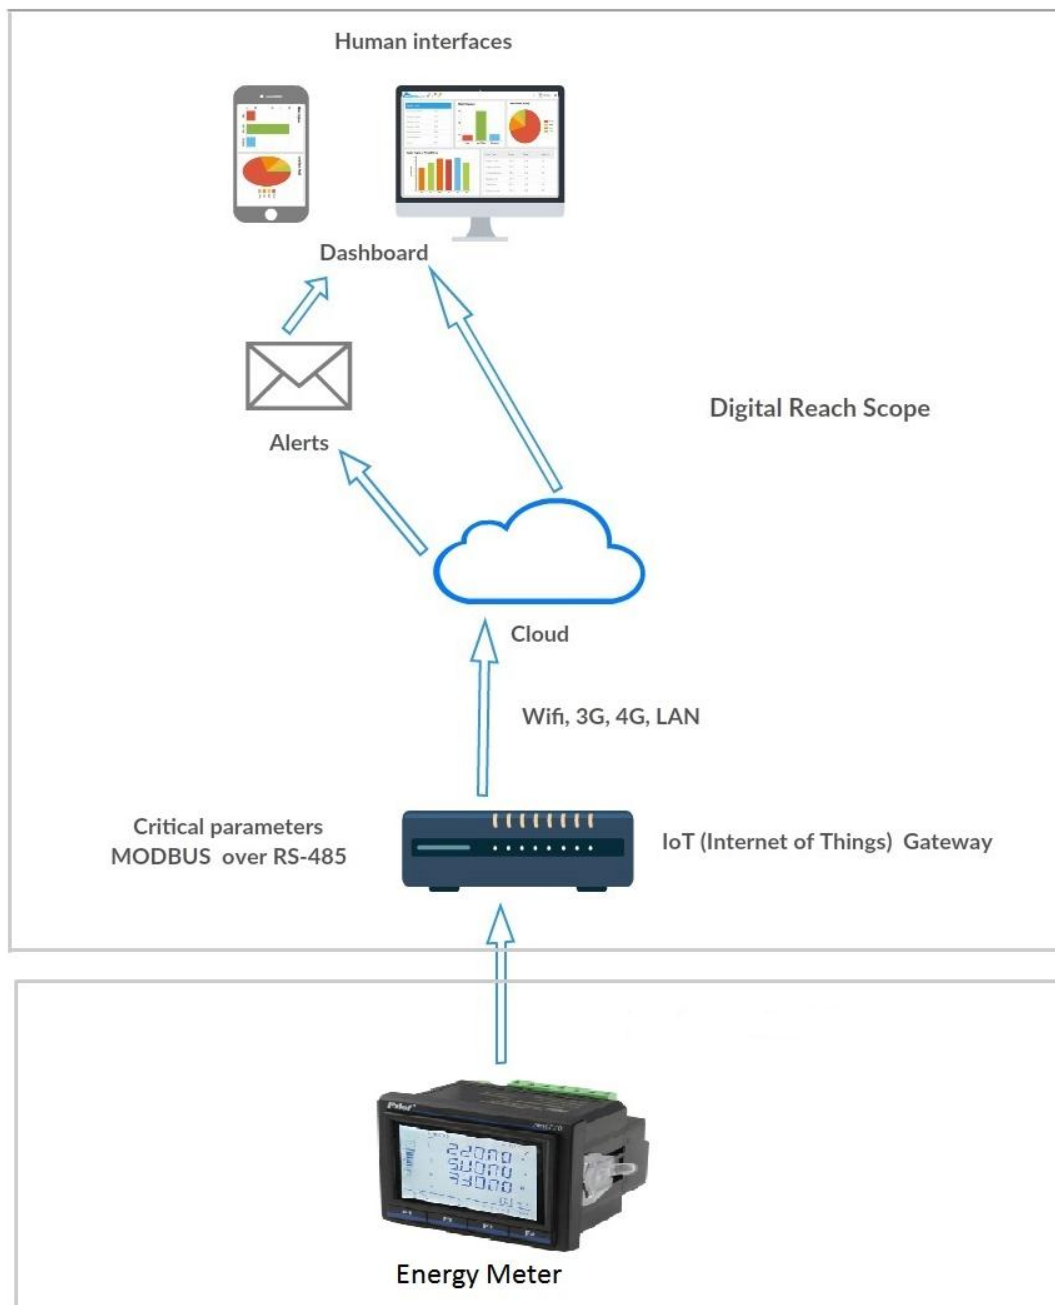 Human interfaces
Dashboard
Alerts
Digital Reach Scope
Cloud
Wifi, 3G, 4G, LAN
Critical parameters
MODBUS over RS-485
IoT (Internet of Things) Gateway
Pilot
Energy Meter